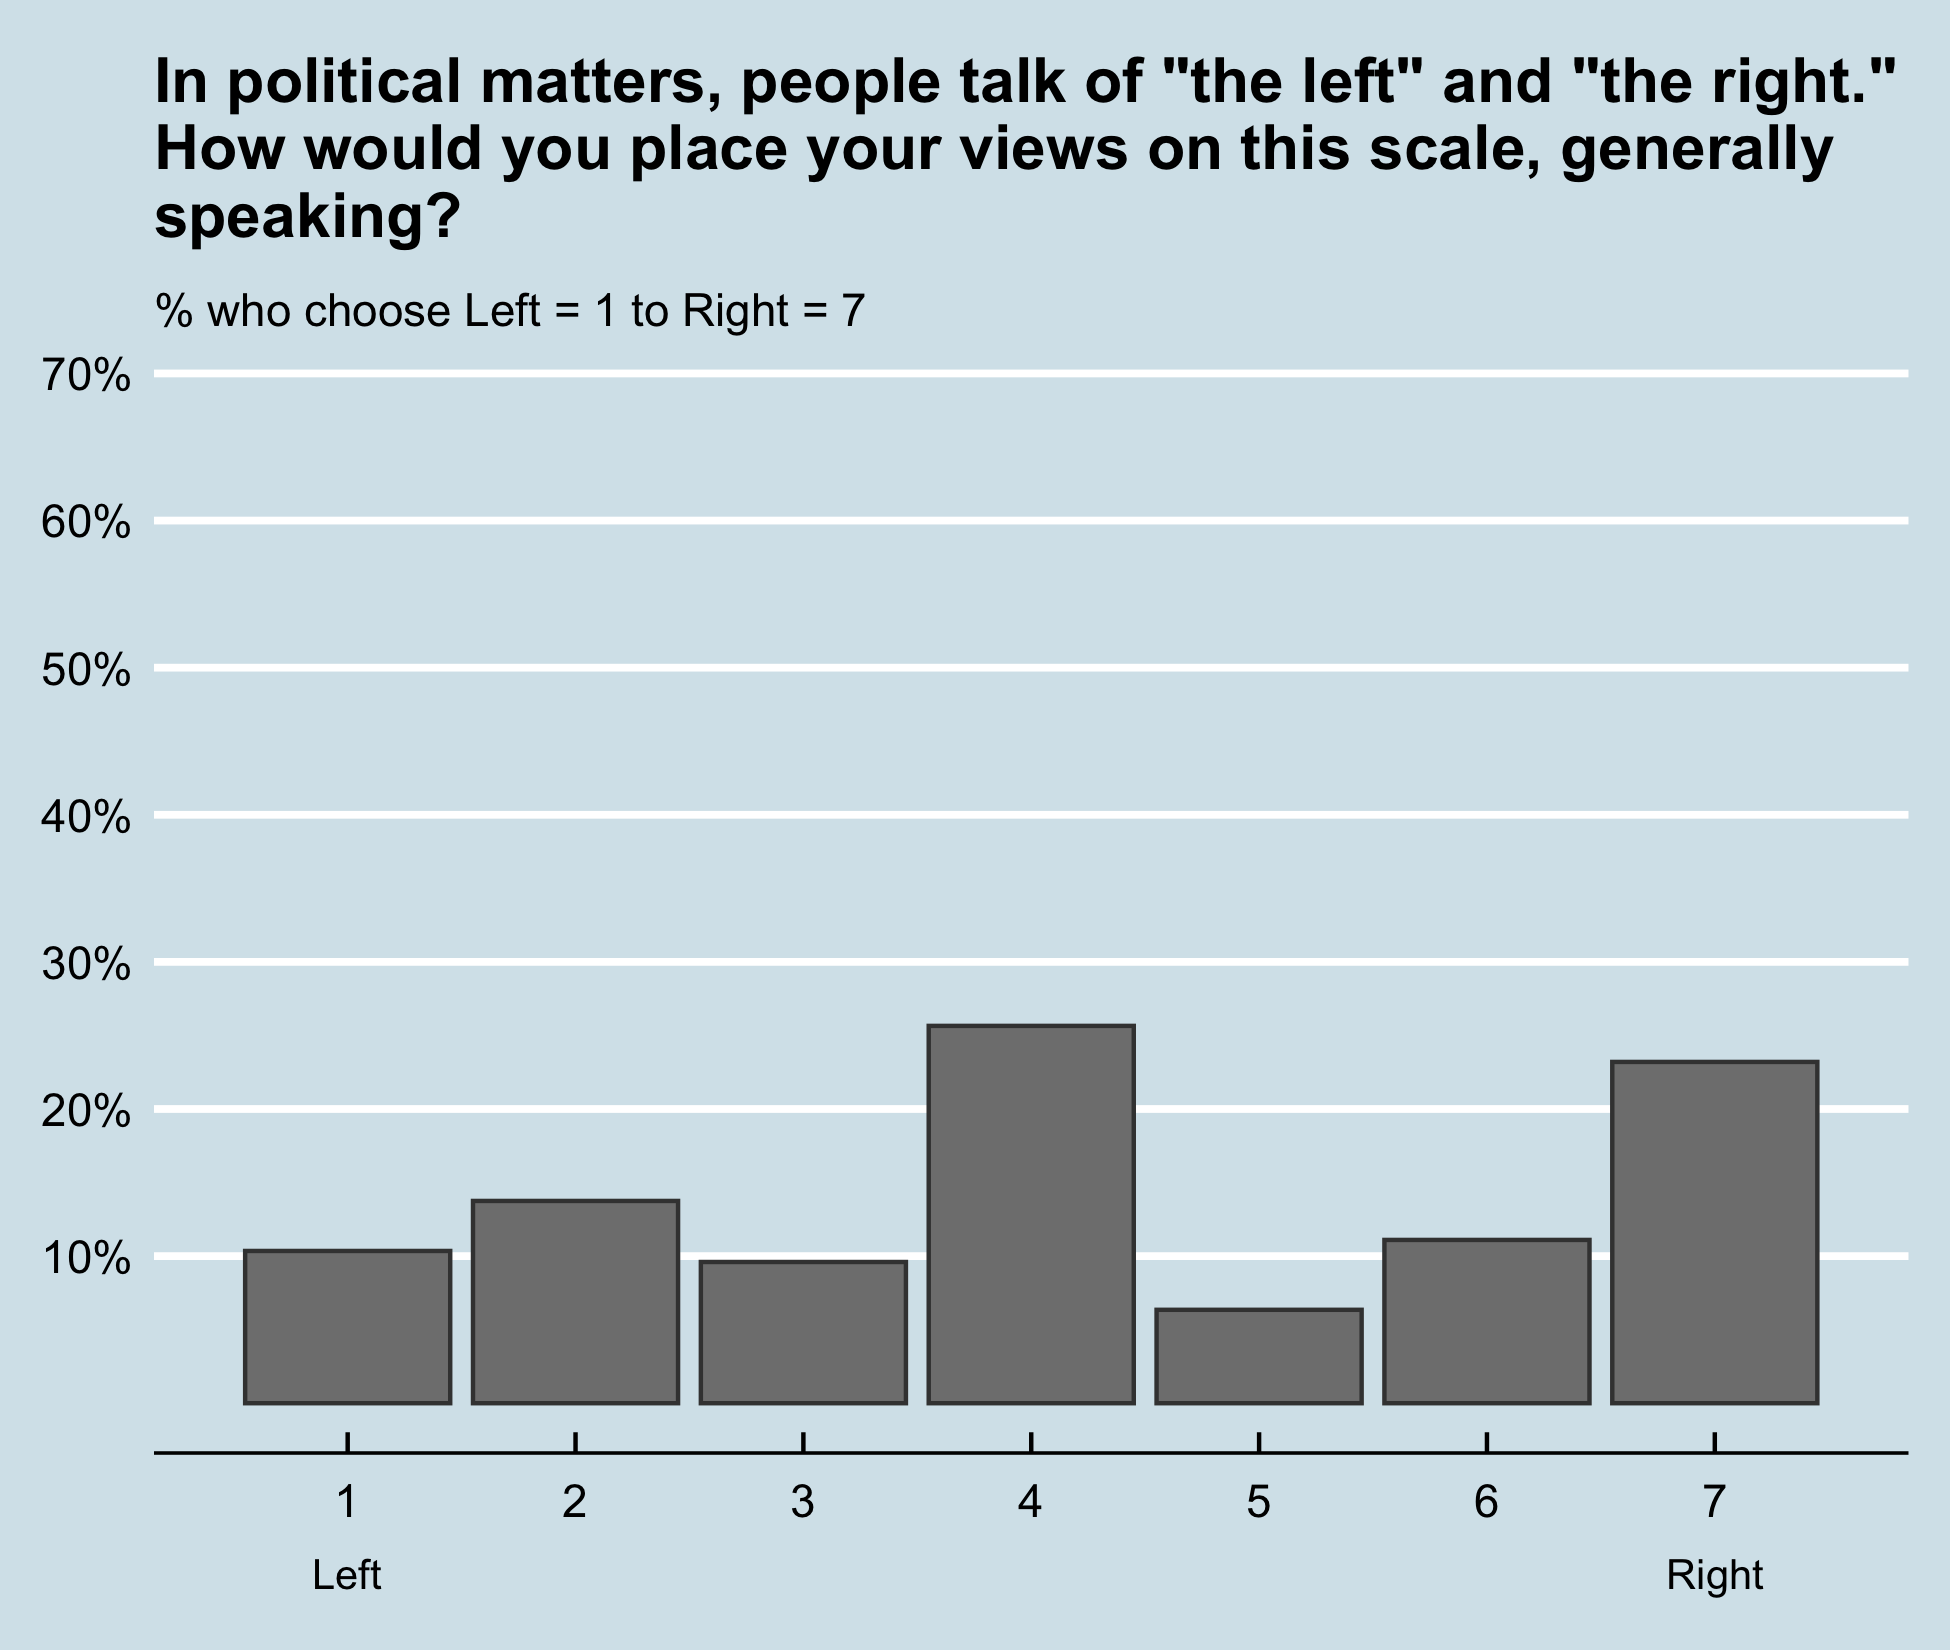 In political matters, people talk of "the left" and "the right."
How would you place your views on this scale, generally
speaking?
% who choose Left = 1 to Right = 7
70%
60%
50%
40%
30%
20%
10%
1 2 3 4 5 6 7
Left Right